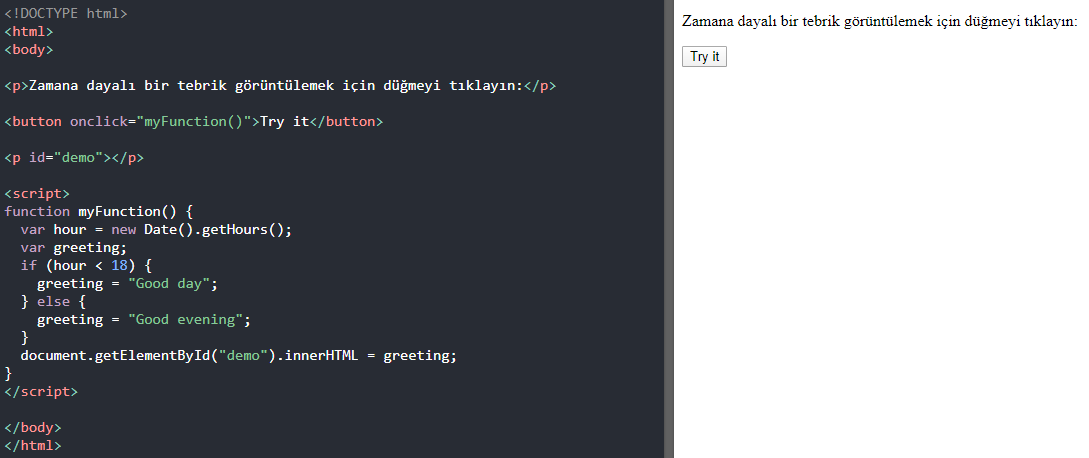 <!DOCTYPE html>
<html>
<body>
<p>Zamana dayalı bir tebrik görüntülemek için düğmeyi tıklayın:</p>
<button onclick="myFunction()">Try it</button>
<p id="demo"></p>
<script>
function myFunction() {
  var hour = new Date().getHours();
  var greeting;
  if (hour < 18) {
    greeting = "Good day";
  } else {
    greeting = "Good evening";
  }
  document.getElementById("demo").innerHTML = greeting;
}
</script>
</body>
</html>
Zamana dayalı bir tebrik görüntülemek için düğmeyi tıklayın:
Try it